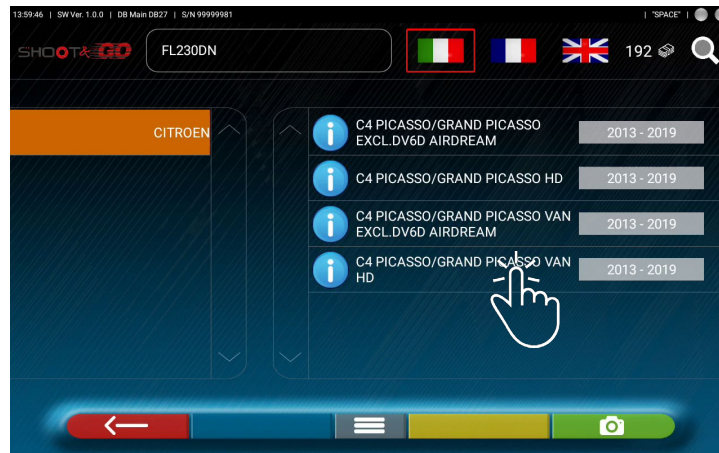 13:59:46 | SW Ver. 1.0.0 | DB Main DB27 | S/N 99999981 | "SPACE" |
SHOOT& GO FL230DN 192
CITROEN
C4 PICASSO/GRAND PICASSO
EXCL.DV6D AIRDREAM
2013 - 2019
C4 PICASSO/GRAND PICASSO HD 2013 - 2019
C4 PICASSO/GRAND PICASSO VAN
EXCL.DV6D AIRDREAM
2013 - 2019
C4 PICASSO/GRAND PICASSO VAN
HD
2013 - 2019